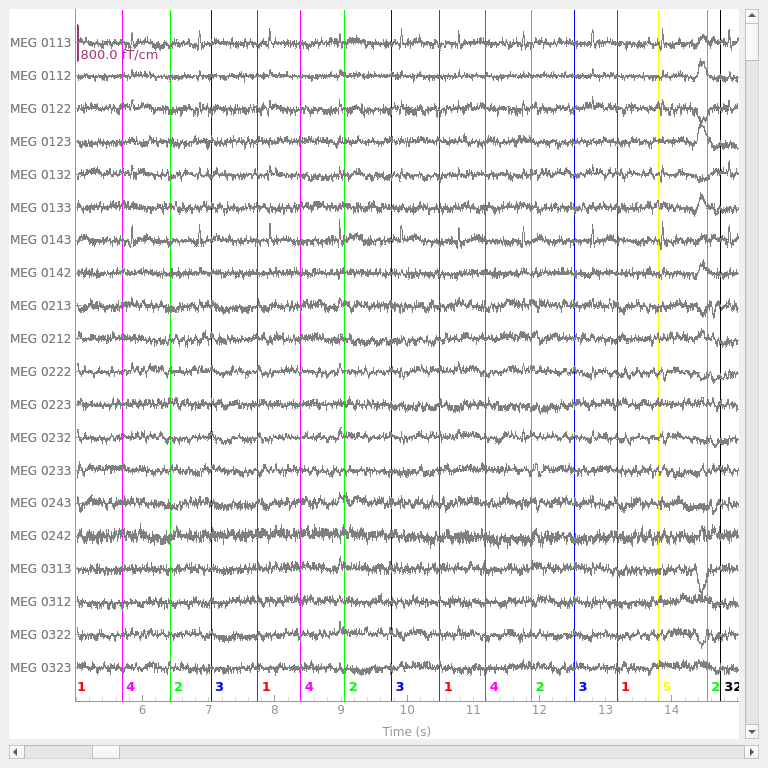 MEG 0113
800.0 fT/cm
MEG 0112
MEG 0122
MEG 0123
MEG 0132
MEG 0133
MEG 0143
MEG 0142
MEG 0213
MEG 0212
MEG 0222
MEG 0223
MEG 0232
MEG 0233
MEG 0243
MEG 0242
MEG 0313
MEG 0312
MEG 0322
MEG 0323
1 4 2 3 1 4 2 3 1 4 2 3 1 5 2 32
6 7 8 9 10 11 12 13 14
Time (s)